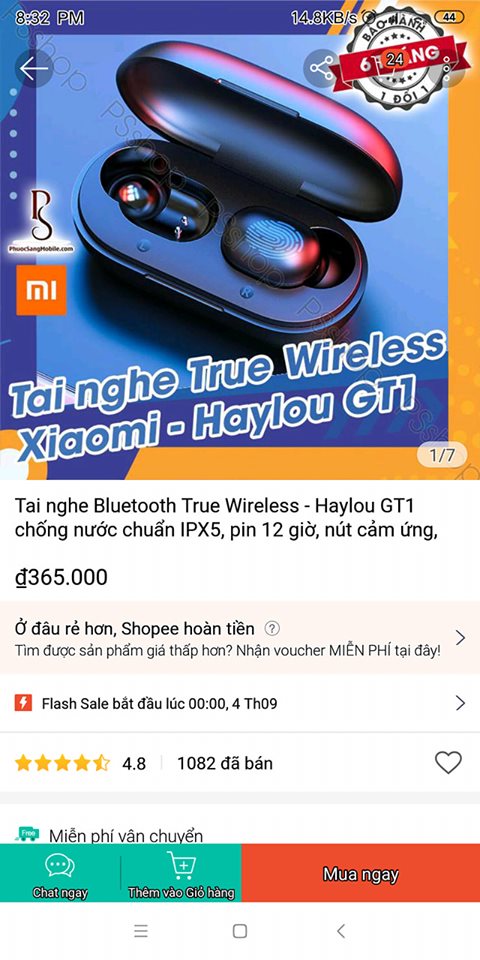 8:32 PM
14.8KB/s
44
BẢO HÀNH
6 THÁNG
24
1 ĐỔI 1
PSshop
PS
PhuocSangMobile.com
mi
Tai nghe True Wireless
Xiaomi - Haylou GT1
1/7
Tai nghe Bluetooth True Wireless - Haylou GT1
chống nước chuẩn IPX5, pin 12 giờ, nút cảm ứng,
₫365.000
Ở đâu rẻ hơn, Shopee hoàn tiền ?
Tìm được sản phẩm giá thấp hơn? Nhận voucher MIỄN PHÍ tại đây!
Flash Sale bắt đầu lúc 00:00, 4 Th09
4.8
1082 đã bán
Free
Miễn phí vận chuyển
Chat ngay
Thêm vào Giỏ hàng
Mua ngay